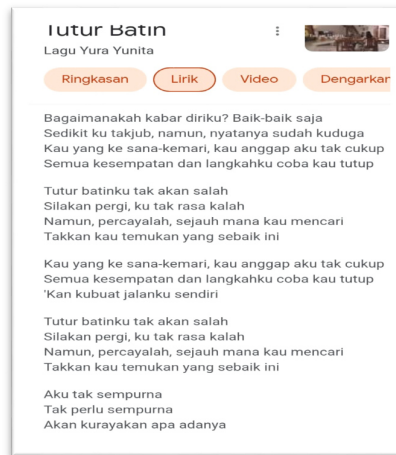 Tutur Batin
Lagu Yura Yunita
Ringkasan Lirik Video Dengarkan
Bagaimanakah kabar diriku? Baik-baik saja
Sedikit ku takjub, namun, nyatanya sudah kuduga
Kau yang ke sana-kemari, kau anggap aku tak cukup
Semua kesempatan dan langkahku coba kau tutup
Tutur batinku tak akan salah
Silakan pergi, ku tak rasa kalah
Namun, percayalah, sejauh mana kau mencari
Takkan kau temukan yang sebaik ini
Kau yang ke sana-kemari, kau anggap aku tak cukup
Semua kesempatan dan langkahku coba kau tutup
'Kan kubuat jalanku sendiri
Tutur batinku tak akan salah
Silakan pergi, ku tak rasa kalah
Namun, percayalah, sejauh mana kau mencari
Takkan kau temukan yang sebaik ini
Aku tak sempurna
Tak perlu sempurna
Akan kurayakan apa adanya